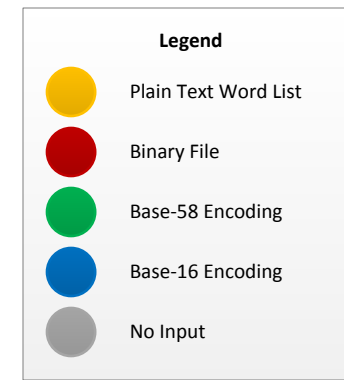 Legend
Plain Text Word List
Binary File
Base-58 Encoding
Base-16 Encoding
No Input